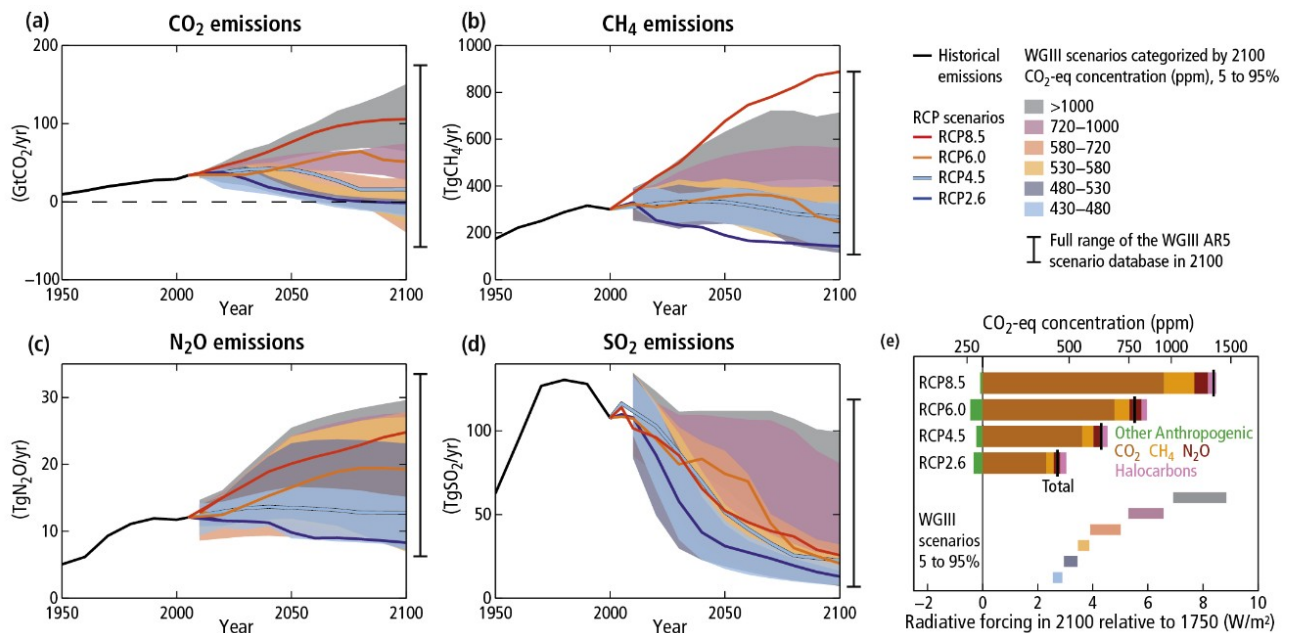 (a) CO₂ emissions
(GtCO₂/yr)
200
100
0
−100
1950 2000 2050 2100
Year
(b) CH₄ emissions
(TgCH₄/yr)
1000
800
600
400
200
0
1950 2000 2050 2100
Year
Historical
emissions
RCP scenarios
RCP8.5
RCP6.0
RCP4.5
RCP2.6
WGIII scenarios categorized by 2100
CO₂-eq concentration (ppm), 5 to 95%
>1000
720–1000
580–720
530–580
480–530
430–480
Full range of the WGIII AR5
scenario database in 2100
(c) N₂O emissions
(TgN₂O/yr)
30
20
10
0
1950 2000 2050 2100
Year
(d) SO₂ emissions
(TgSO₂/yr)
100
50
0
1950 2000 2050 2100
Year
(e) CO₂-eq concentration (ppm)
250 500 750 1000 1500
RCP8.5
RCP6.0
RCP4.5
RCP2.6
Other Anthropogenic
CO₂ CH₄ N₂O
Halocarbons
Total
WGIII
scenarios
5 to 95%
−2 0 2 4 6 8 10
Radiative forcing in 2100 relative to 1750 (W/m²)